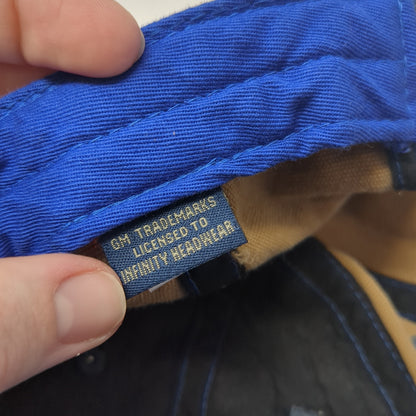 GM TRADEMARKS
LICENSED TO
INFINITY HEADWEAR